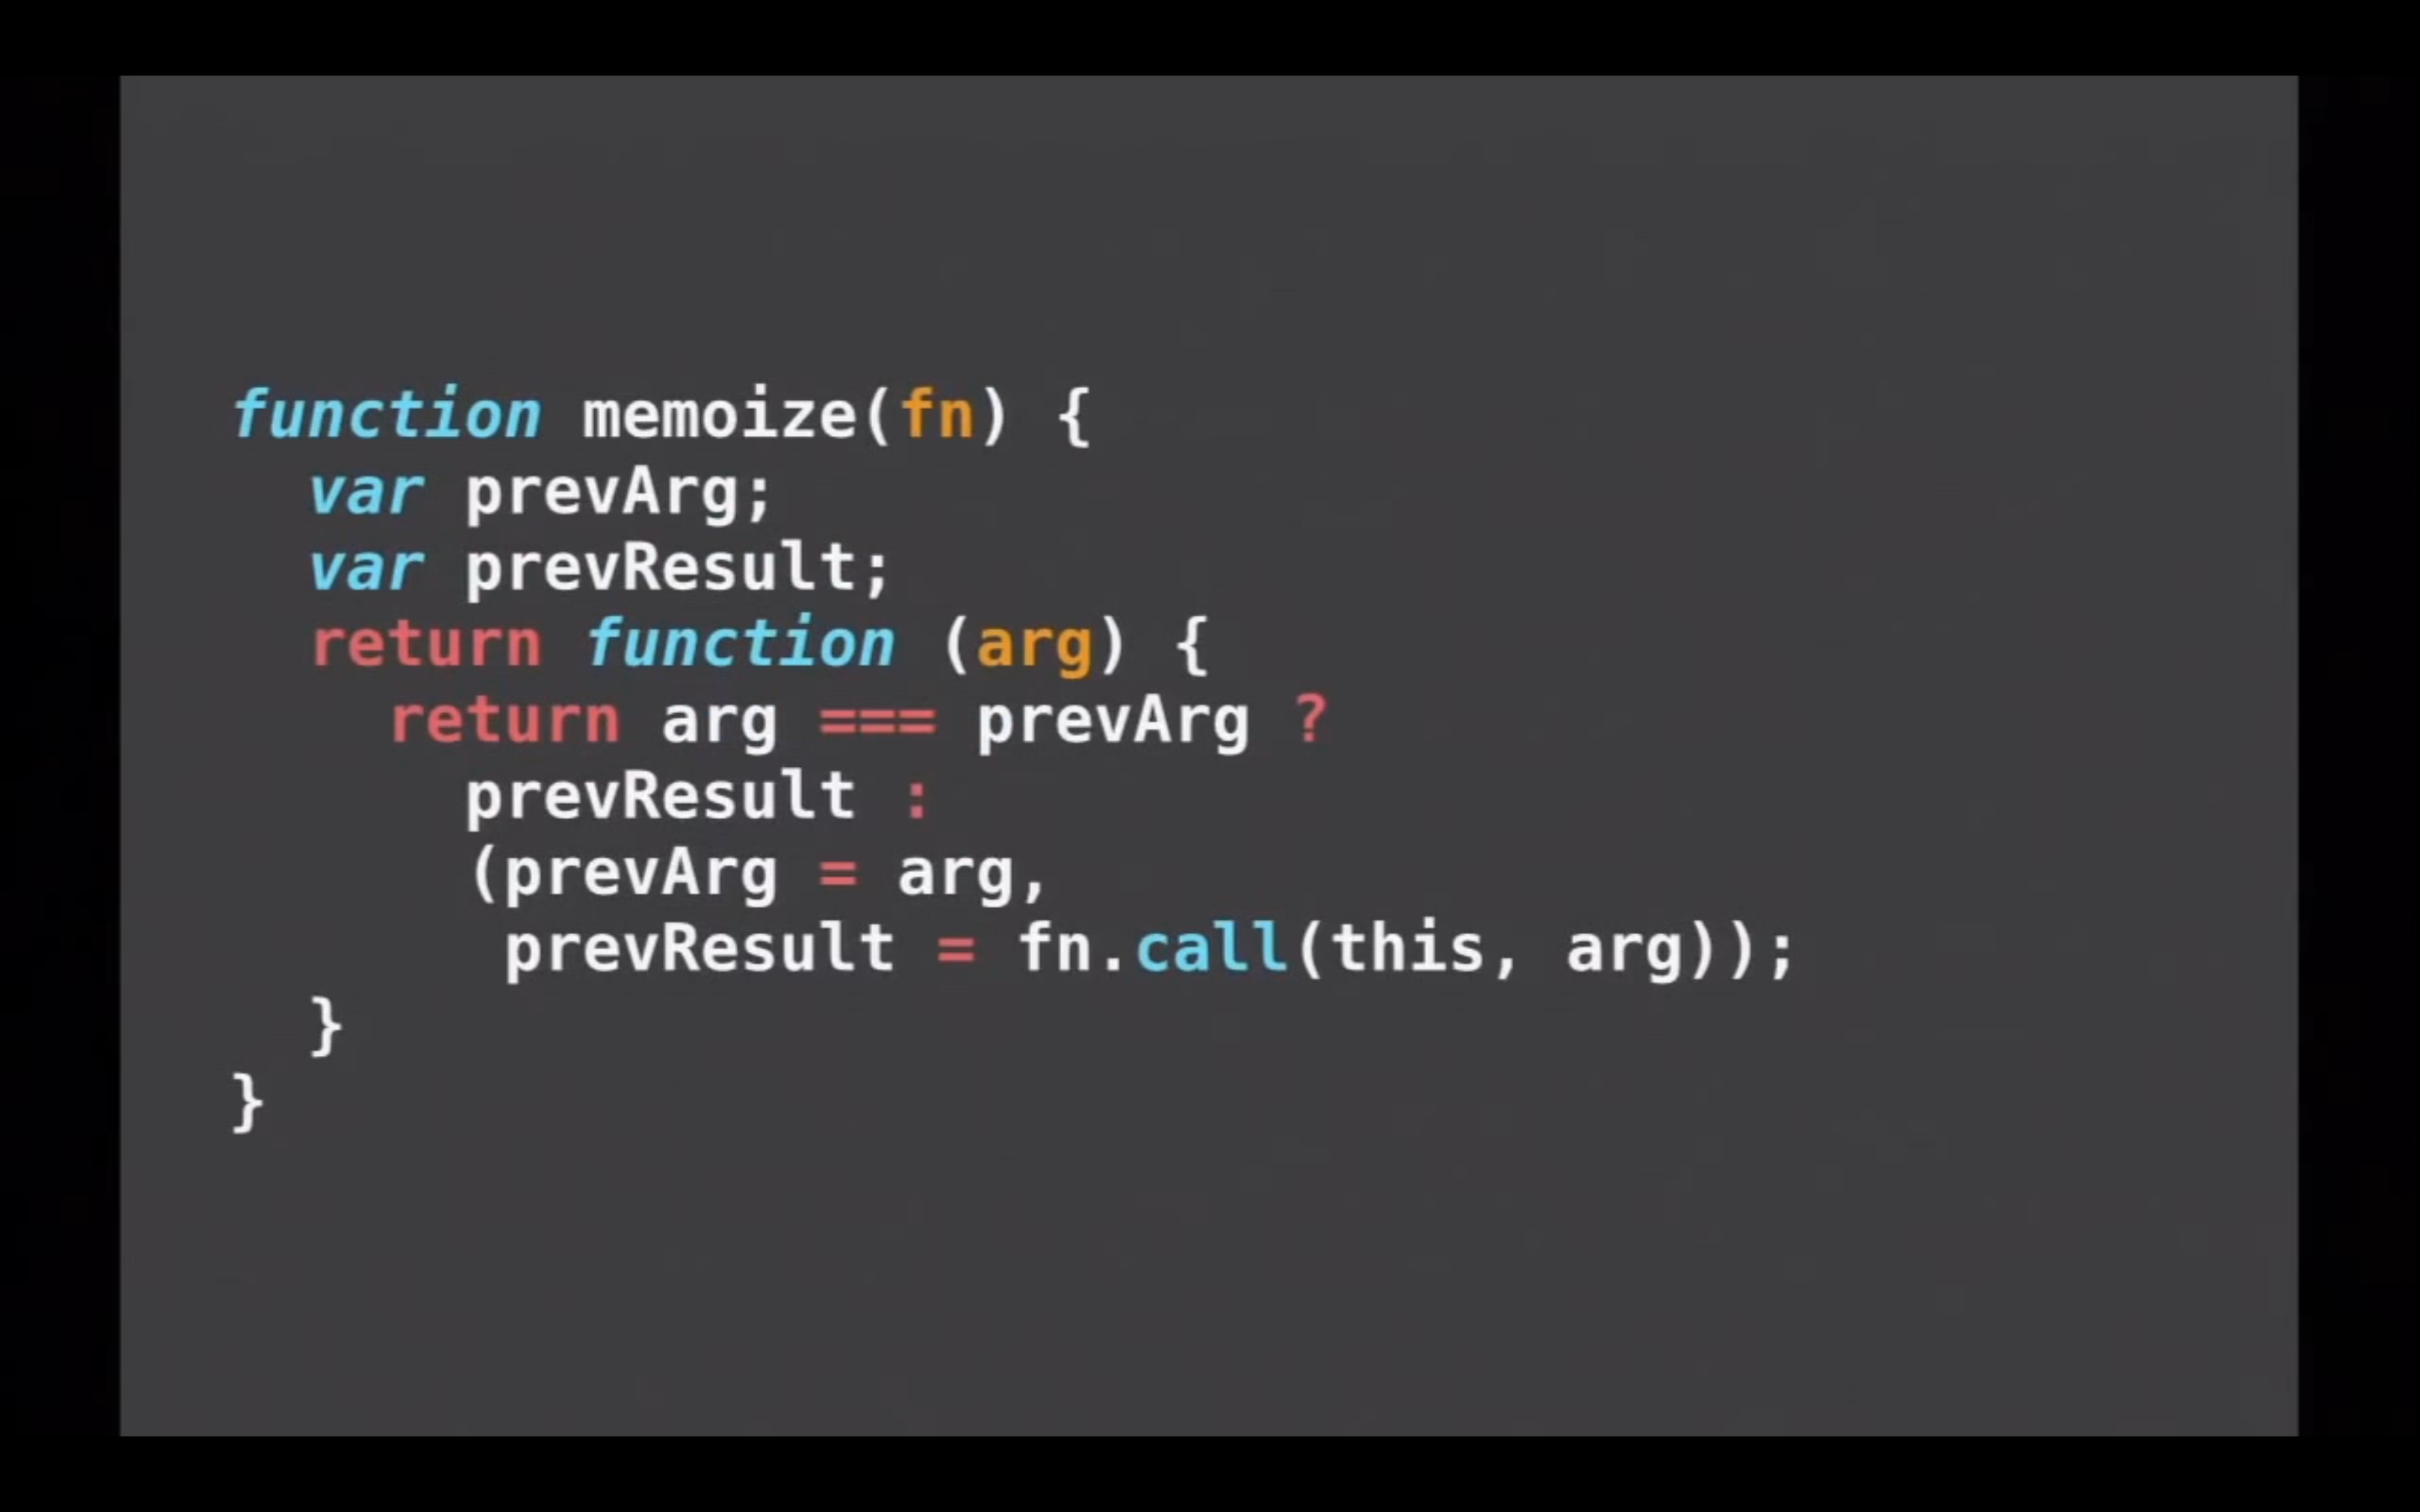 function memoize(fn) {
  var prevArg;
  var prevResult;
  return function (arg) {
    return arg === prevArg ?
      prevResult :
      (prevArg = arg,
       prevResult = fn.call(this, arg));
  }
}